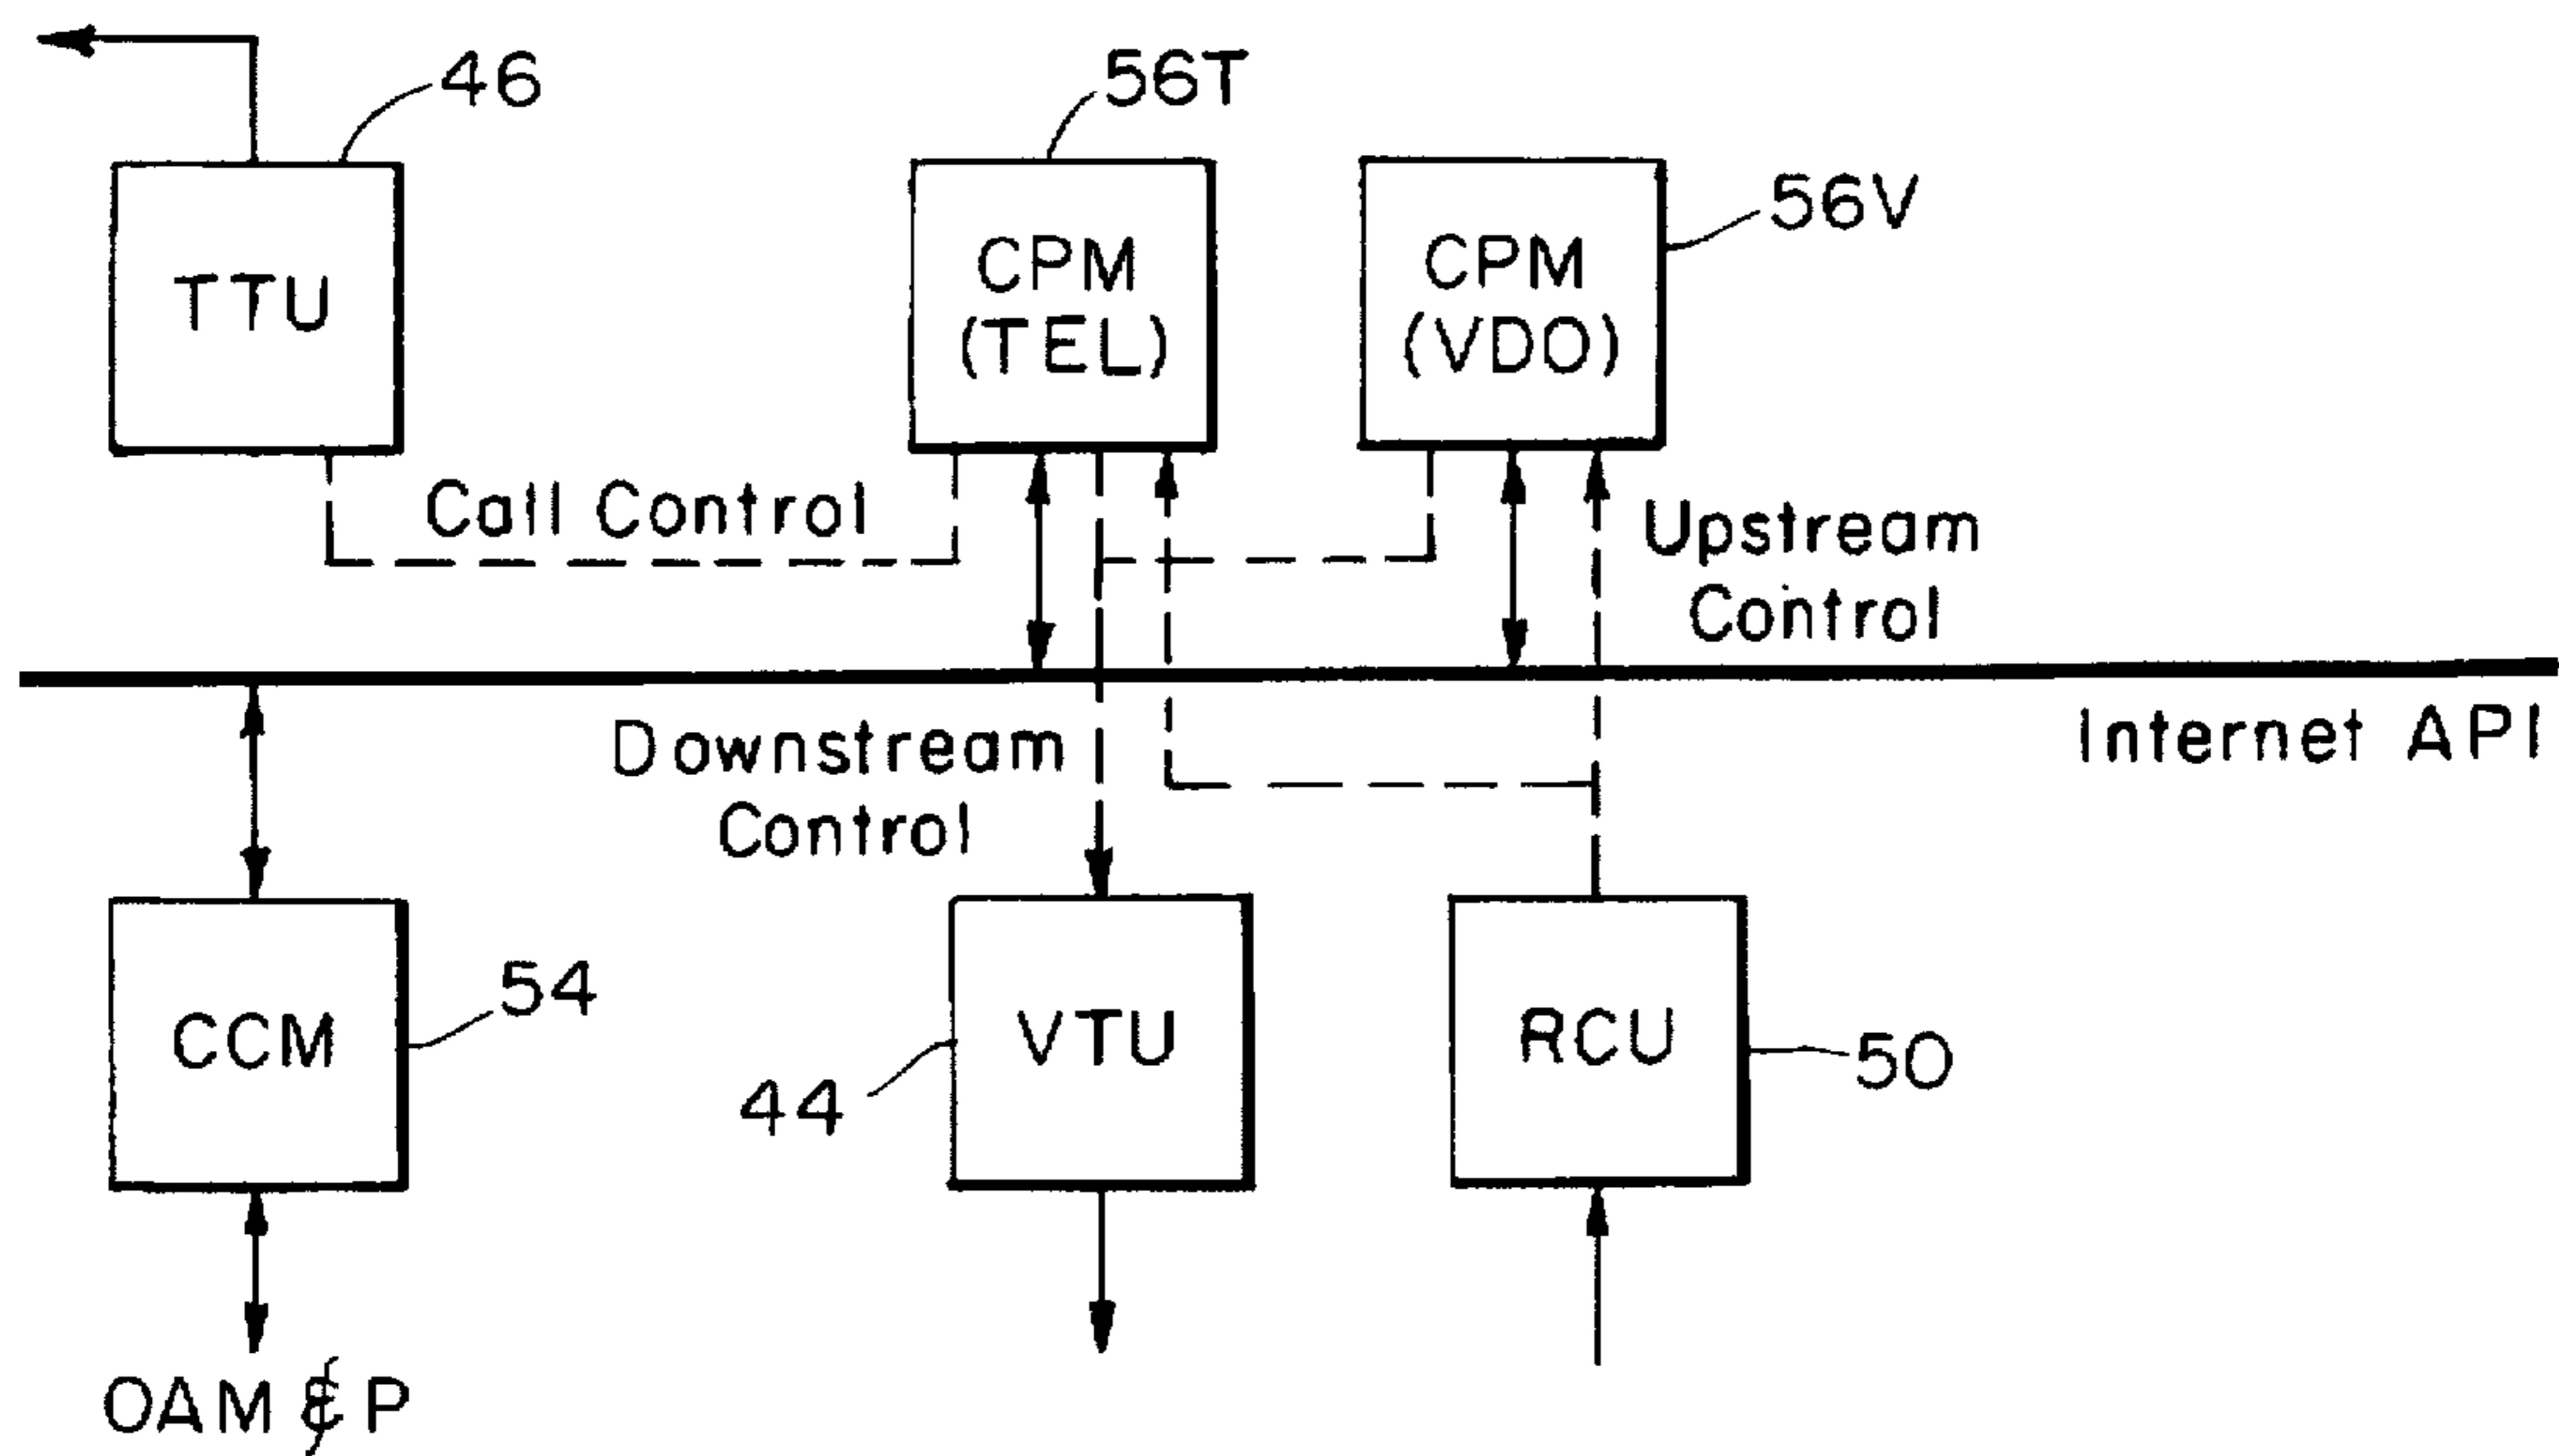 46
56T
56V
TTU
CPM
(TEL)
CPM
(VDO)
Call Control
Upstream
Control
Downstream
Control
Internet API
CCM
54
VTU
44
RCU
50
OAM & P